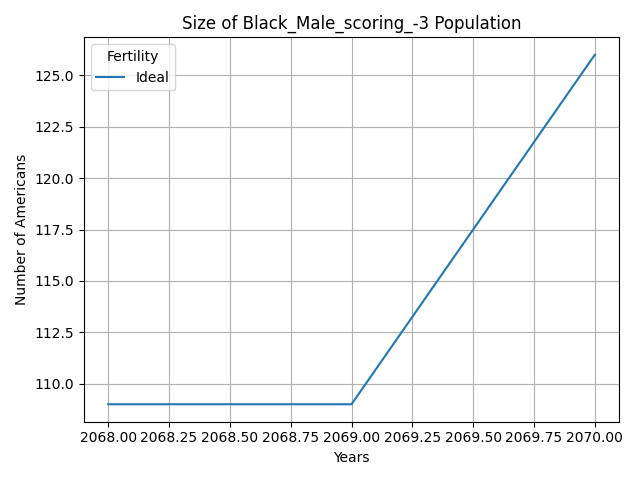 Size of Black_Male_scoring_-3 Population
Fertility
Ideal
125.0
122.5
120.0
117.5
115.0
112.5
110.0
Number of Americans
2068.00 2068.25 2068.50 2068.75 2069.00 2069.25 2069.50 2069.75 2070.00
Years